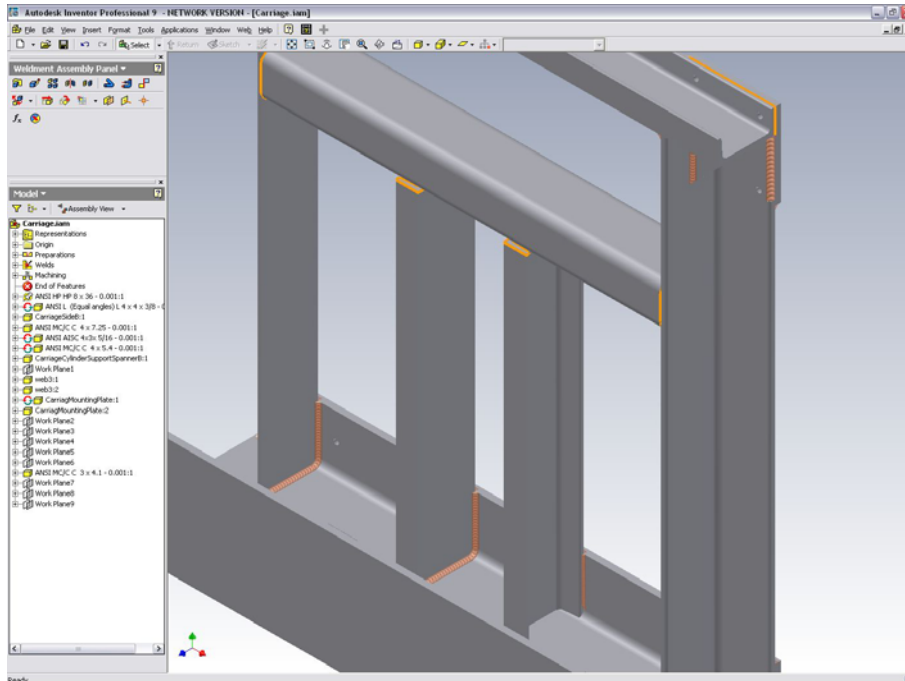 Autodesk Inventor Professional 9 - NETWORK VERSION - [Carriage.iam]
File Edit View Insert Format Tools Applications Window Web Help
Select Return Sketch
Weldment Assembly Panel
fx
Model
Assembly View
Carriage.iam
Representations
Origin
Preparations
Welds
Machining
End of Features
ANSI HP HP 8 x 36 - 0.001:1
ANSI L (Equal angles) L 4 x 4 x 3/8 - 0
CarriageSideB:1
ANSI MC/C C 4 x 7.25 - 0.001:1
ANSI AISC 4x3x 5/16 - 0.001:1
ANSI MC/C C 4 x 5.4 - 0.001:1
CarriageCylinderSupportSpannerB:1
Work Plane1
web3:1
web3:2
CarriagMountingPlate:1
CarriagMountingPlate:2
Work Plane2
Work Plane3
Work Plane4
Work Plane5
Work Plane6
ANSI MC/C C 3 x 4.1 - 0.001:1
Work Plane7
Work Plane8
Work Plane9
Ready